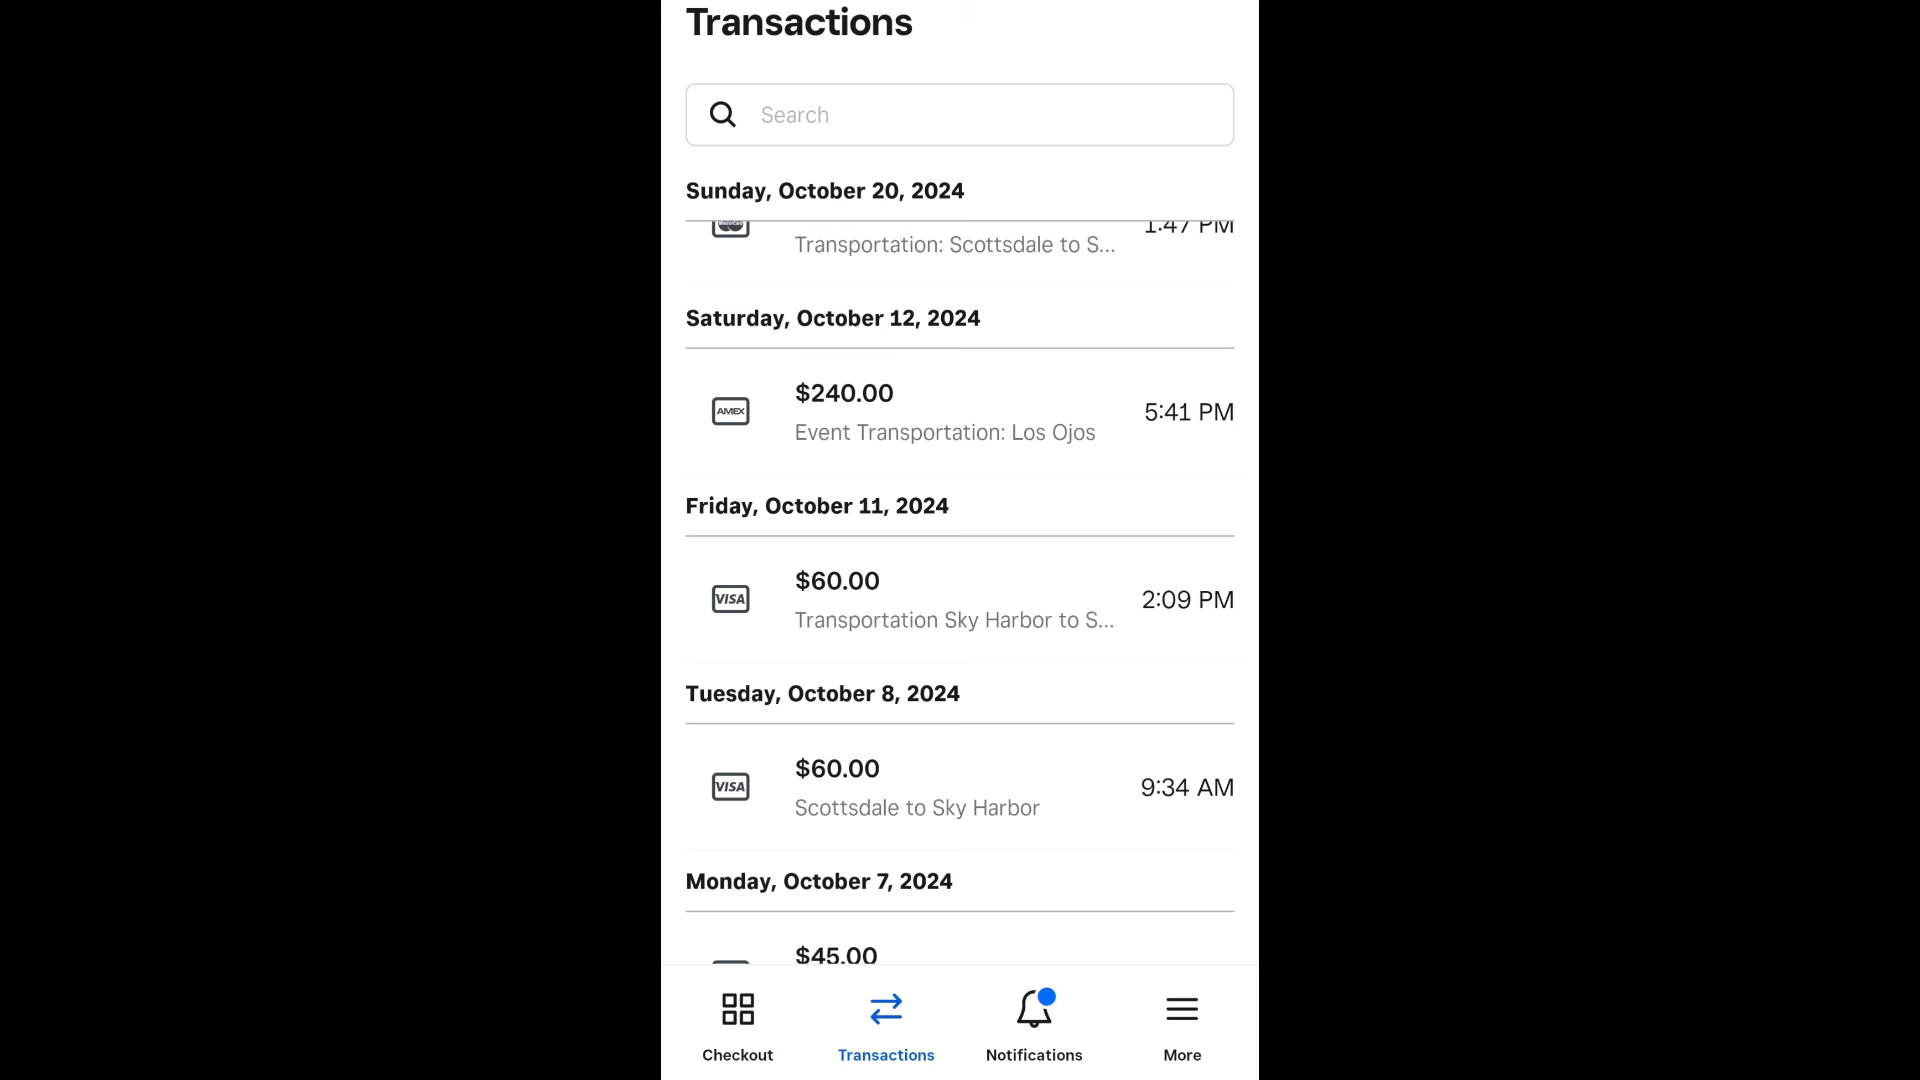 Transactions
Search
Sunday, October 20, 2024
1:47 PM
Transportation: Scottsdale to S...
Saturday, October 12, 2024
$240.00
AMEX
5:41 PM
Event Transportation: Los Ojos
Friday, October 11, 2024
$60.00
VISA
2:09 PM
Transportation Sky Harbor to S...
Tuesday, October 8, 2024
$60.00
VISA
9:34 AM
Scottsdale to Sky Harbor
Monday, October 7, 2024
$45.00
Checkout
Transactions
Notifications
More